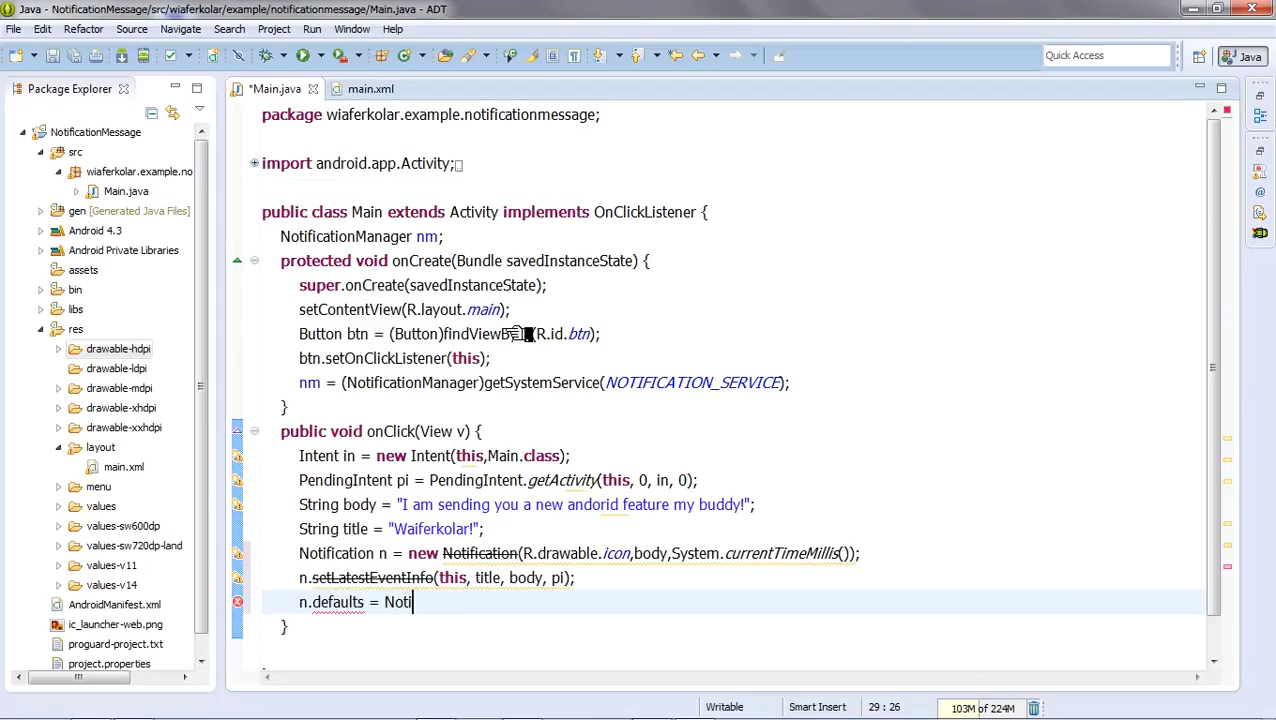 Java - NotificationMessage/src/wiaferkolar/example/notificationmessage/Main.java - ADT
File Edit Refactor Source Navigate Search Project Run Window Help
Quick Access
Java
Package Explorer
*Main.java
main.xml
NotificationMessage
src
wiaferkolar.example.no
Main.java
gen [Generated Java Files]
Android 4.3
Android Private Libraries
assets
bin
libs
res
drawable-hdpi
drawable-ldpi
drawable-mdpi
drawable-xhdpi
drawable-xxhdpi
layout
main.xml
menu
values
values-sw600dp
values-sw720dp-land
values-v11
values-v14
AndroidManifest.xml
ic_launcher-web.png
proguard-project.txt
project.properties
package wiaferkolar.example.notificationmessage;
import android.app.Activity;
public class Main extends Activity implements OnClickListener {
NotificationManager nm;
protected void onCreate(Bundle savedInstanceState) {
super.onCreate(savedInstanceState);
setContentView(R.layout.main);
Button btn = (Button)findViewB (R.id.btn);
btn.setOnClickListener(this);
nm = (NotificationManager)getSystemService(NOTIFICATION_SERVICE);
}
public void onClick(View v) {
Intent in = new Intent(this,Main.class);
PendingIntent pi = PendingIntent.getActivity(this, 0, in, 0);
String body = "I am sending you a new andorid feature my buddy!";
String title = "Waiferkolar!";
Notification n = new Notification(R.drawable.icon,body,System.currentTimeMillis());
n.setLatestEventInfo(this, title, body, pi);
n.defaults = Noti
}
Writable
Smart Insert
29 : 26
103M of 224M